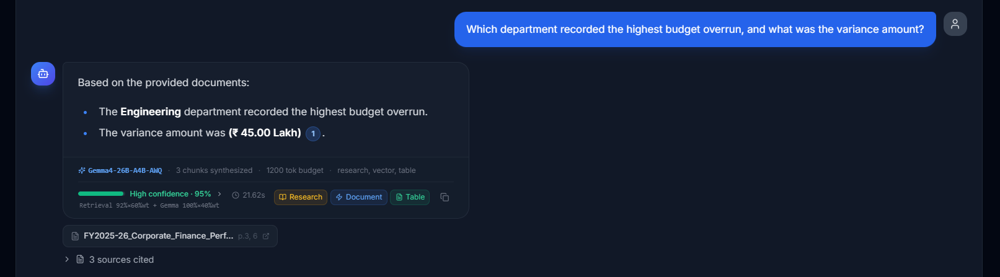 Which department recorded the highest budget overrun, and what was the variance amount?
Based on the provided documents:
• The Engineering department recorded the highest budget overrun.
• The variance amount was (₹ 45.00 Lakh) 1 .
Gemma4-26B-A4B-AWQ · 3 chunks synthesized · 1200 tok budget · research, vector, table
High confidence · 95% 21.62s Research Document Table
Retrieval 92%×60%wt + Gemma 100%×40%wt
FY2025-26_Corporate_Finance_Perf... p.3, 6
3 sources cited